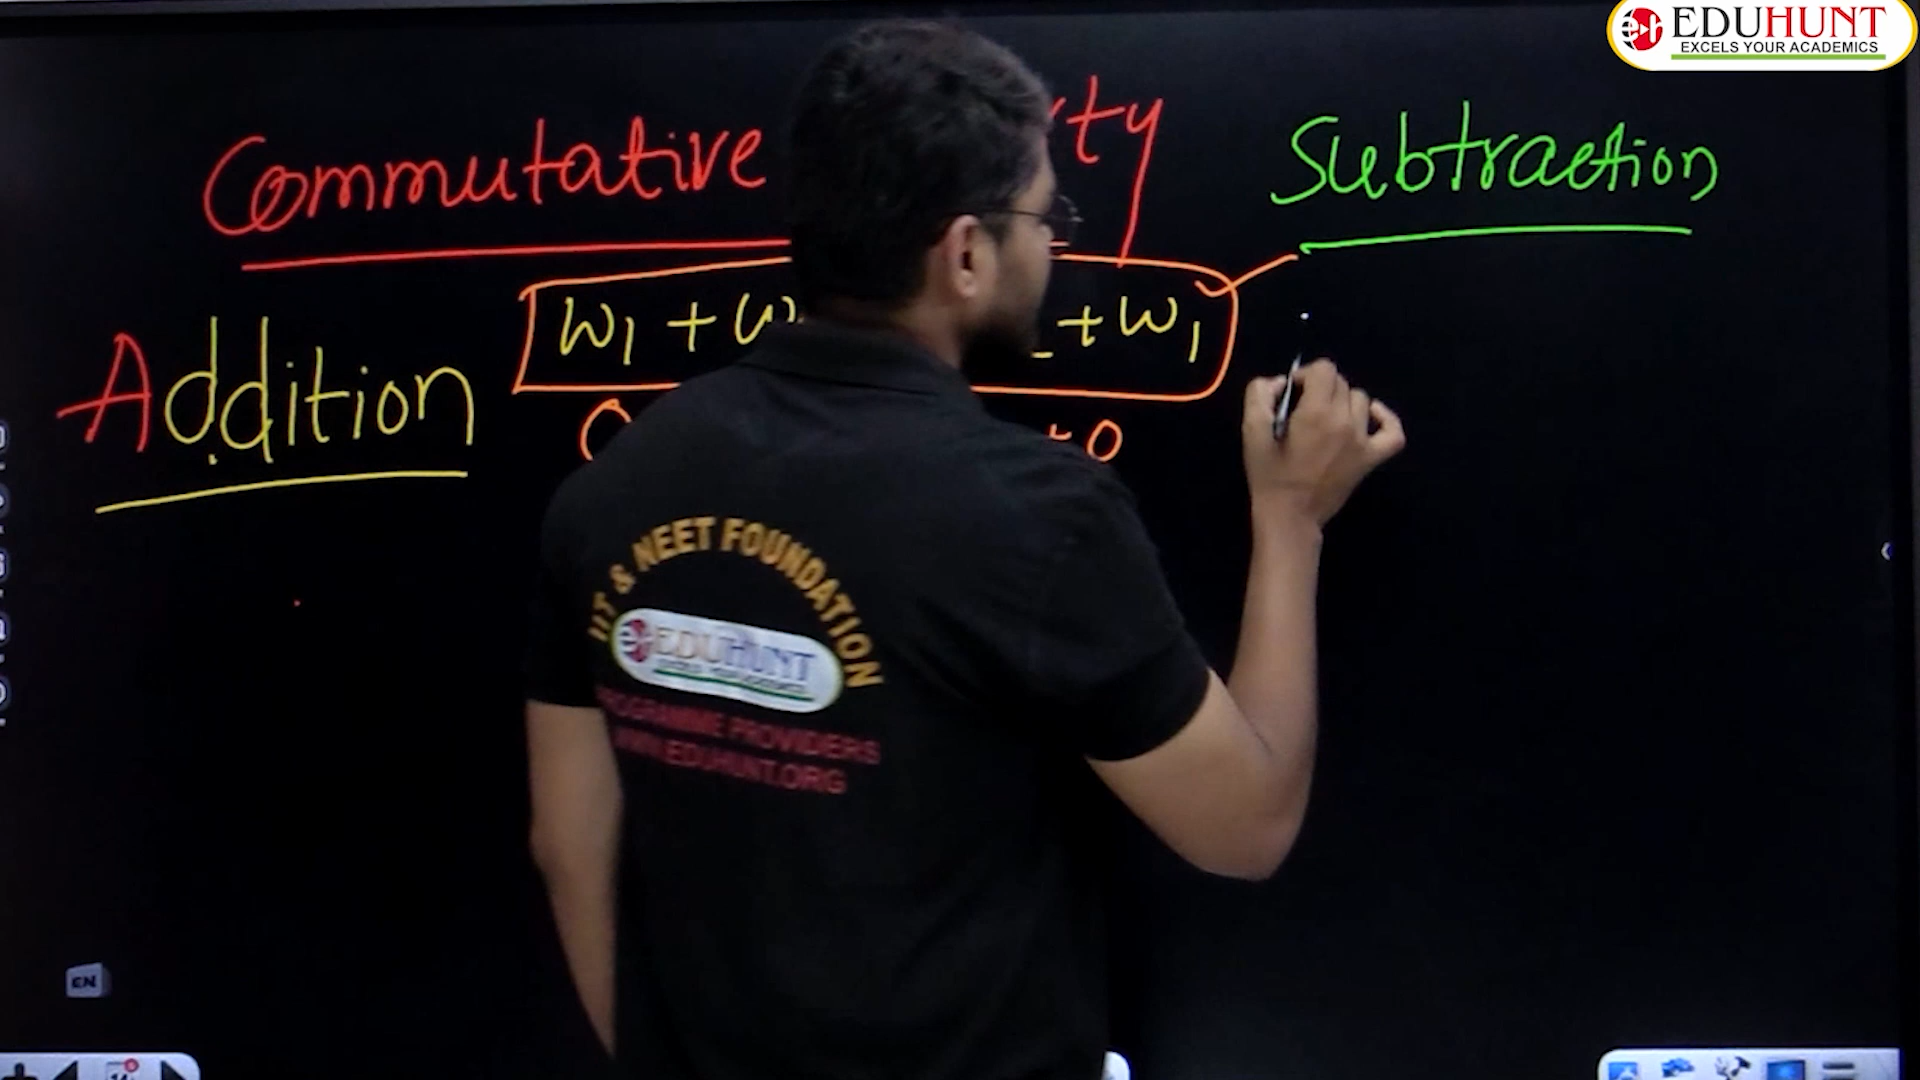 EDUHUNT
EXCELS YOUR ACADEMICS
Commutative
Subtraction
W1 + W
+ W1
Addition
+ 0
IIT & NEET FOUNDATION
EDUHUNT
PROGRAMME PROVIDERS
WWW.EDUHUNT.ORG
EN